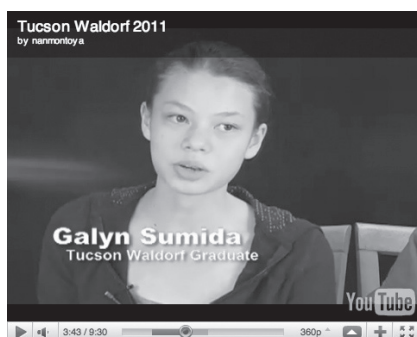 Tucson Waldorf 2011
by nanmontoya
Galyn Sumida
Tucson Waldorf Graduate
YouTube
3:43 / 9:30
360p